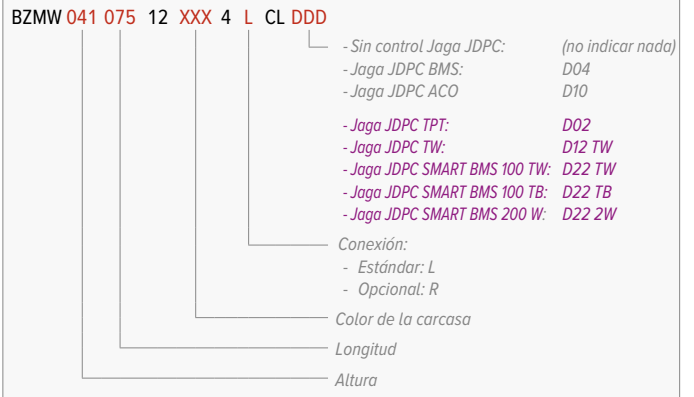 BZMW 041 075 12 XXX 4 L CL DDD
- Sin control Jaga JDPC: (no indicar nada)
- Jaga JDPC BMS: D04
- Jaga JDPC ACO D10
- Jaga JDPC TPT: D02
- Jaga JDPC TW: D12 TW
- Jaga JDPC SMART BMS 100 TW: D22 TW
- Jaga JDPC SMART BMS 100 TB: D22 TB
- Jaga JDPC SMART BMS 200 W: D22 2W
Conexión:
- Estándar: L
- Opcional: R
Color de la carcasa
Longitud
Altura